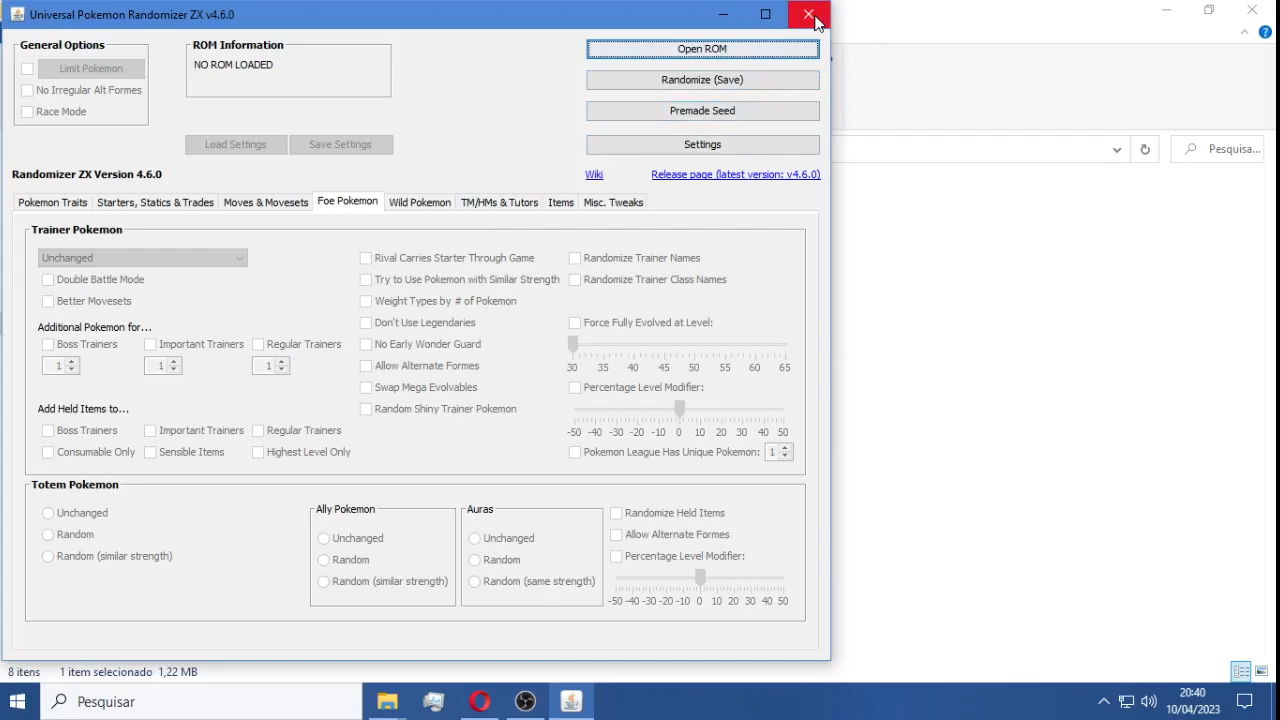 Universal Pokemon Randomizer ZX v4.6.0
General Options
Limit Pokemon
No Irregular Alt Formes
Race Mode
ROM Information
NO ROM LOADED
Load Settings
Save Settings
Open ROM
Randomize (Save)
Premade Seed
Settings
Pesquisa...
Randomizer ZX Version 4.6.0
Wiki
Release page (latest version: v4.6.0)
Pokemon Traits
Starters, Statics & Trades
Moves & Movesets
Foe Pokemon
Wild Pokemon
TM/HMs & Tutors
Items
Misc. Tweaks
Trainer Pokemon
Unchanged
Double Battle Mode
Better Movesets
Additional Pokemon for...
Boss Trainers
Important Trainers
Regular Trainers
1
1
1
Add Held Items to...
Boss Trainers
Important Trainers
Regular Trainers
Consumable Only
Sensible Items
Highest Level Only
Rival Carries Starter Through Game
Try to Use Pokemon with Similar Strength
Weight Types by # of Pokemon
Don't Use Legendaries
No Early Wonder Guard
Allow Alternate Formes
Swap Mega Evolvables
Random Shiny Trainer Pokemon
Randomize Trainer Names
Randomize Trainer Class Names
Force Fully Evolved at Level:
30 35 40 45 50 55 60 65
Percentage Level Modifier:
-50 -40 -30 -20 -10 0 10 20 30 40 50
Pokemon League Has Unique Pokemon:
1
Totem Pokemon
Unchanged
Random
Random (similar strength)
Ally Pokemon
Unchanged
Random
Random (similar strength)
Auras
Unchanged
Random
Random (same strength)
Randomize Held Items
Allow Alternate Formes
Percentage Level Modifier:
-50 -40 -30 -20 -10 0 10 20 30 40 50
8 itens
1 item selecionado 1,22 MB
Pesquisar
20:40
10/04/2023